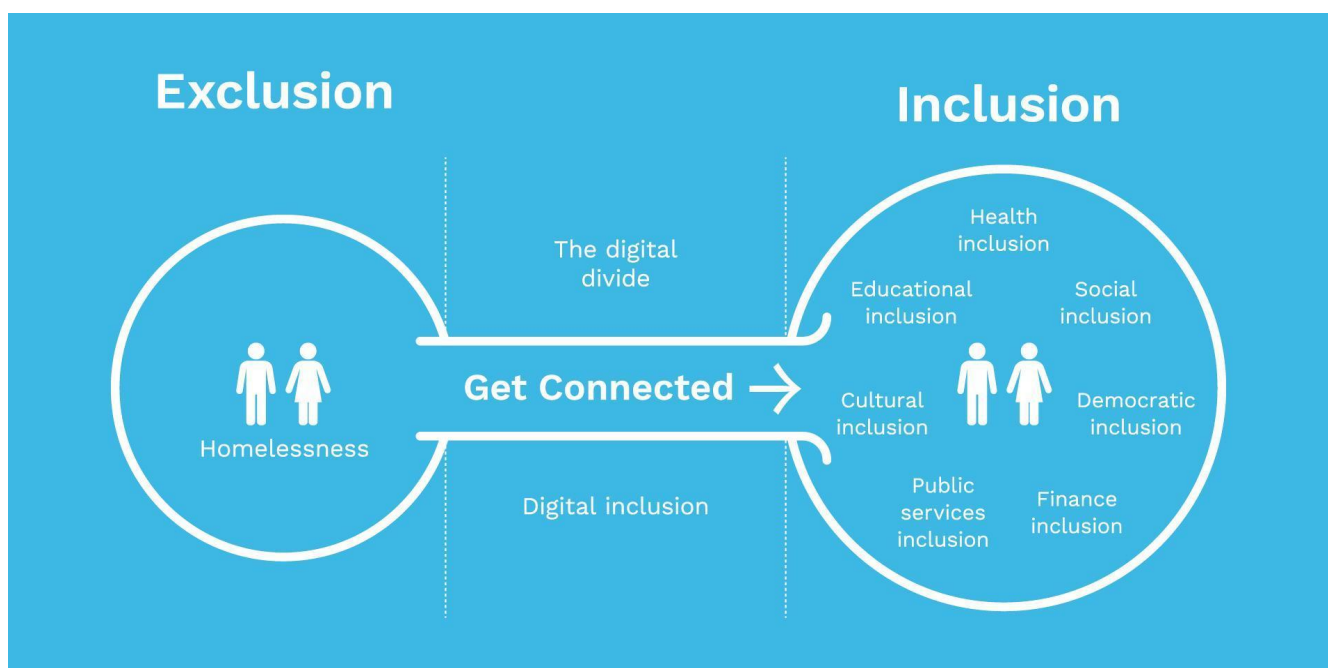 Exclusion
Homelessness
The digital
divide
Get Connected →
Digital inclusion
Inclusion
Health
inclusion
Educational
inclusion
Social
inclusion
Cultural
inclusion
Democratic
inclusion
Public
services
inclusion
Finance
inclusion